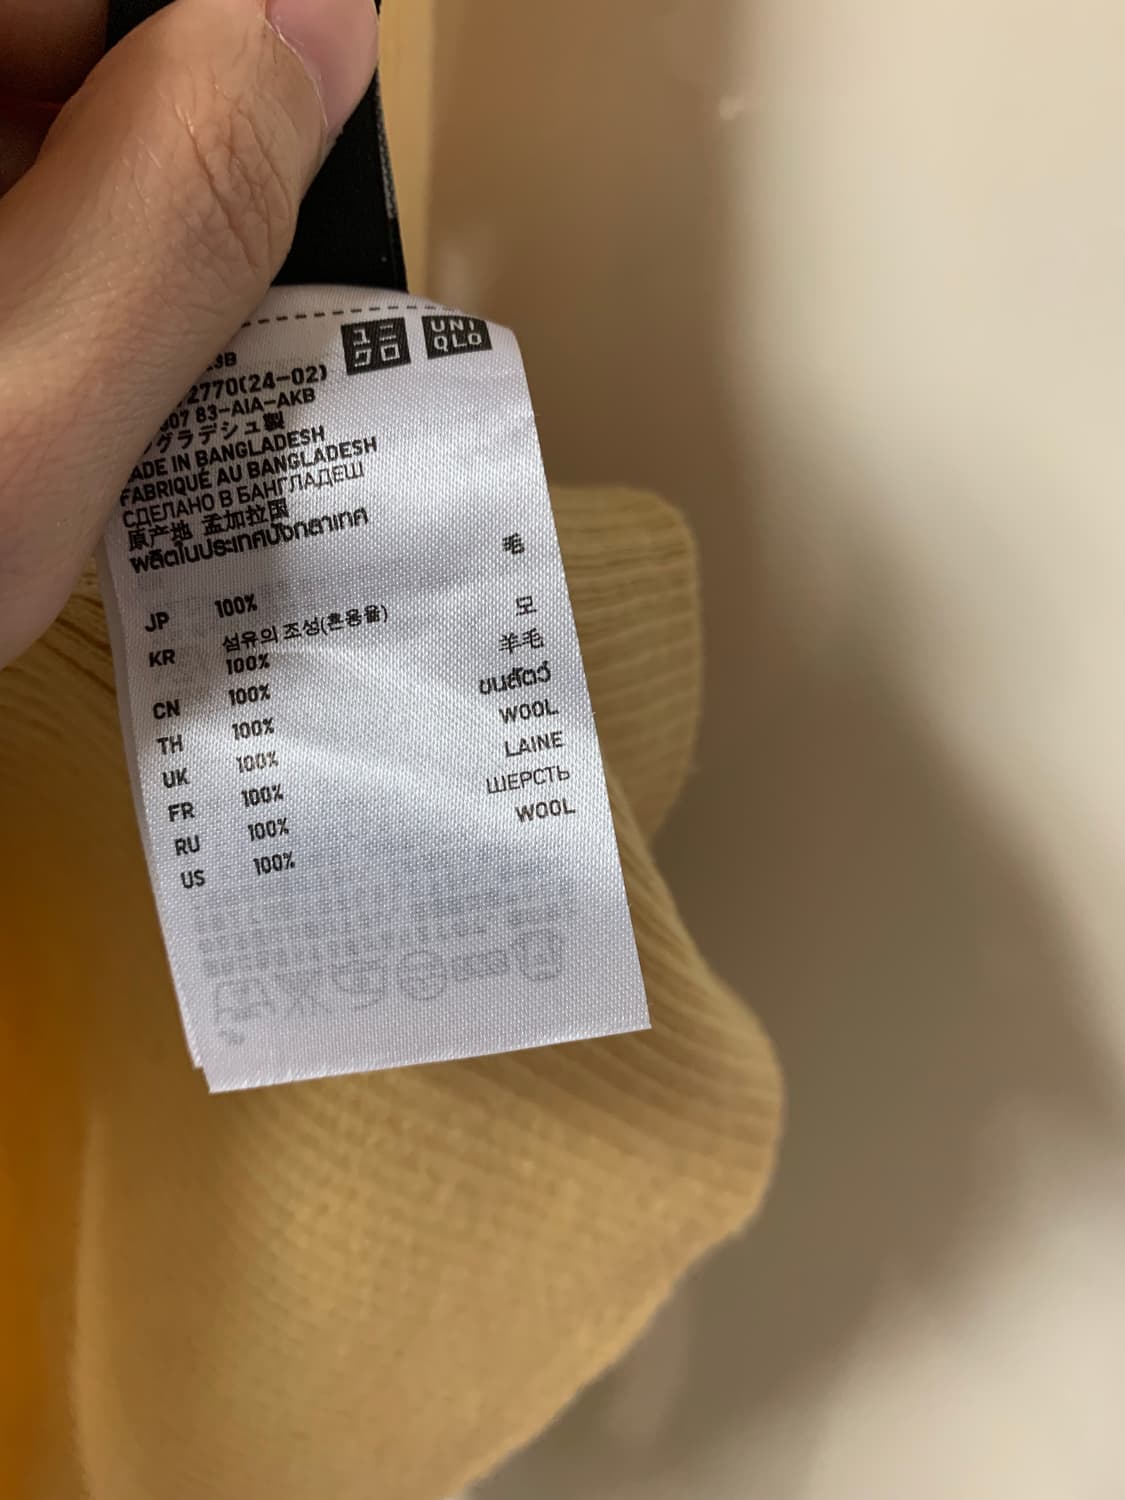 ユニ
クロ
UNI
QLO
2770(24-02)
07 83-AIA-AKB
グラデシュ製
ADE IN BANGLADESH
FABRIQUÉ AU BANGLADESH
СДЕЛАНО В БАНГЛАДЕШ
原产地 孟加拉国
ผลิตในประเทศบังกลาเทศ
JP 100% 毛
KR 섬유의 조성(혼용율)
100% 모
CN 100% 羊毛
TH 100% ขนสัตว์
UK 100% WOOL
FR 100% LAINE
RU 100% ШЕРСТЬ
US 100% WOOL